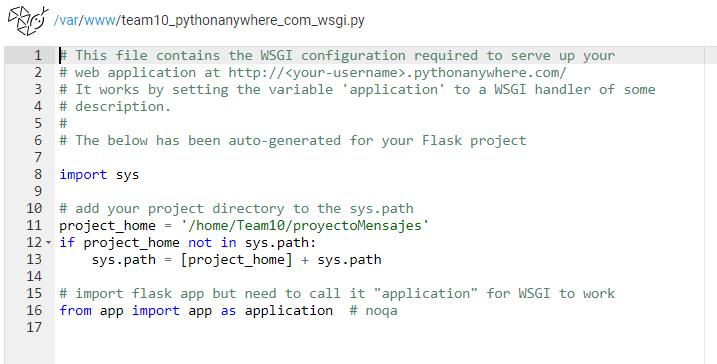 /var/www/team10_pythonanywhere_com_wsgi.py
1 # This file contains the WSGI configuration required to serve up your
2 # web application at http://<your-username>.pythonanywhere.com/
3 # It works by setting the variable 'application' to a WSGI handler of some
4 # description.
5 #
6 # The below has been auto-generated for your Flask project
7
8 import sys
9
10 # add your project directory to the sys.path
11 project_home = '/home/Team10/proyectoMensajes'
12 if project_home not in sys.path:
13     sys.path = [project_home] + sys.path
14
15 # import flask app but need to call it "application" for WSGI to work
16 from app import app as application  # noqa
17